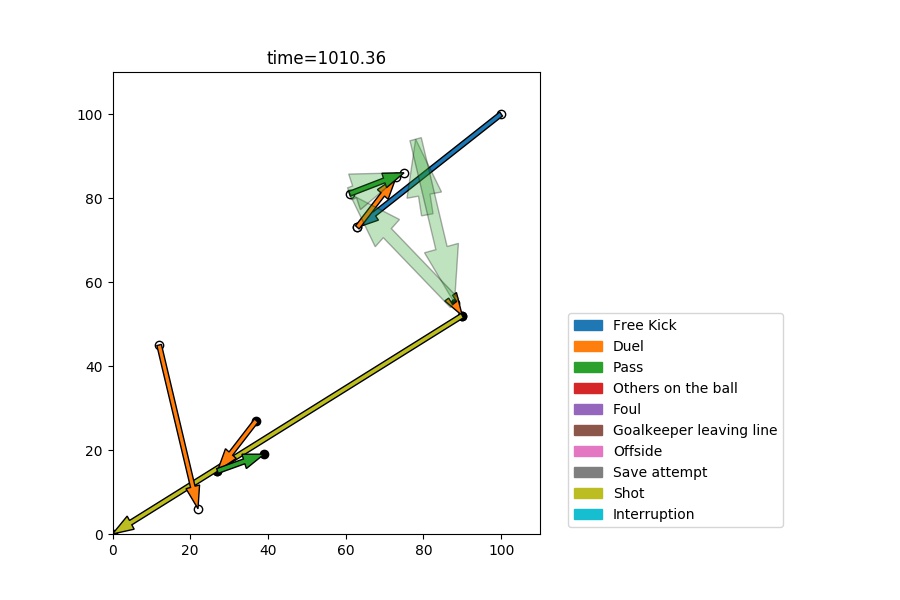 time=1010.36
100
80
60
40
20
0
0 20 40 60 80 100
Free Kick
Duel
Pass
Others on the ball
Foul
Goalkeeper leaving line
Offside
Save attempt
Shot
Interruption